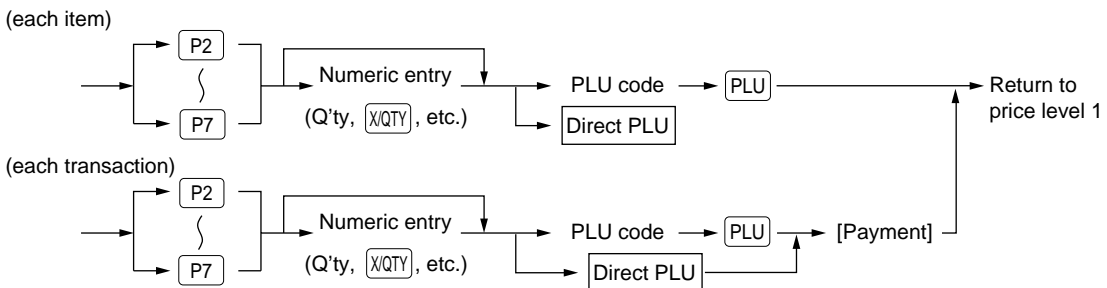 (each item)
P2
Numeric entry
PLU code
PLU
Return to
price level 1
P7
(Q'ty, X/QTY, etc.)
Direct PLU
(each transaction)
P2
Numeric entry
PLU code
PLU
[Payment]
P7
(Q'ty, X/QTY, etc.)
Direct PLU